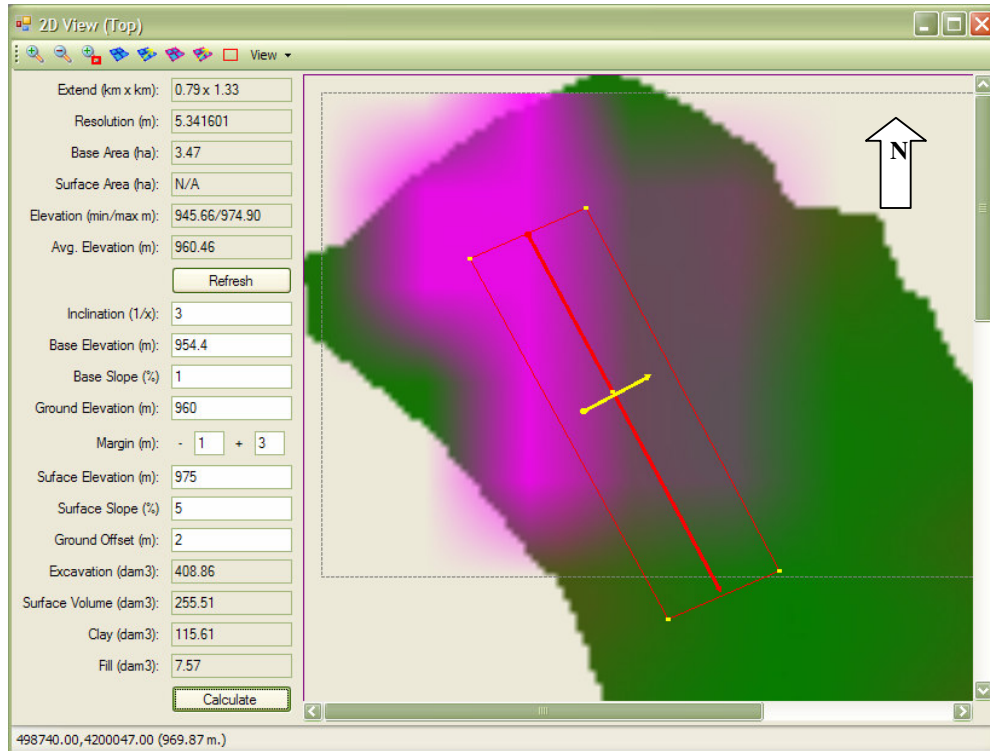 2D View (Top)
View
Extend (km x km): 0.79 x 1.33
Resolution (m): 5.341601
Base Area (ha): 3.47
Surface Area (ha): N/A
Elevation (min/max m): 945.66/974.90
Avg. Elevation (m): 960.46
Refresh
Inclination (1/x): 3
Base Elevation (m): 954.4
Base Slope (%) 1
Ground Elevation (m): 960
Margin (m): - 1 + 3
Suface Elevation (m): 975
Surface Slope (%) 5
Ground Offset (m): 2
Excavation (dam3): 408.86
Surface Volume (dam3): 255.51
Clay (dam3): 115.61
Fill (dam3): 7.57
Calculate
N
498740.00,4200047.00 (969.87 m.)